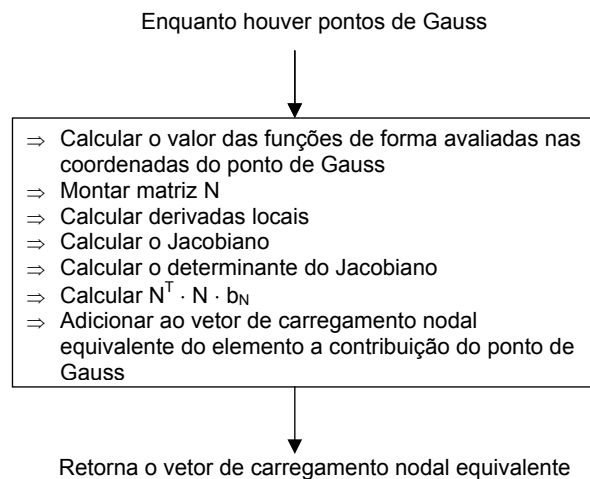 Enquanto houver pontos de Gauss
⇒ Calcular o valor das funções de forma avaliadas nas
coordenadas do ponto de Gauss
⇒ Montar matriz N
⇒ Calcular derivadas locais
⇒ Calcular o Jacobiano
⇒ Calcular o determinante do Jacobiano
⇒ Calcular Nᵀ · N · b_N
⇒ Adicionar ao vetor de carregamento nodal
equivalente do elemento a contribuição do ponto de
Gauss
Retorna o vetor de carregamento nodal equivalente